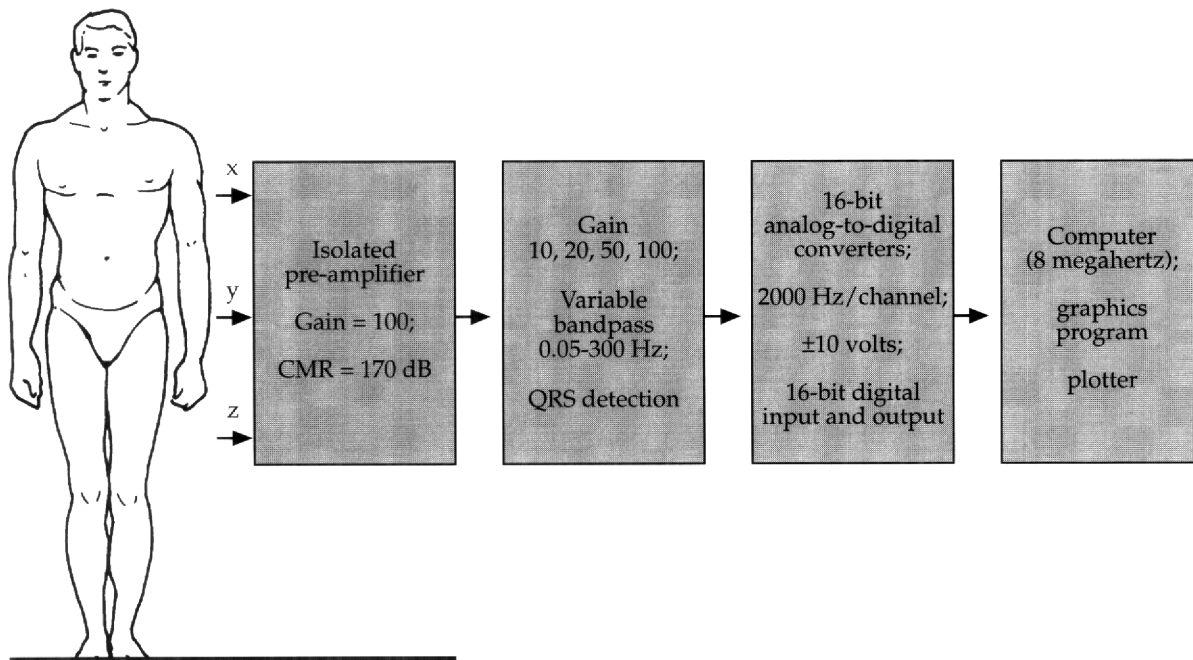 x
y
z
Isolated
pre-amplifier
Gain = 100;
CMR = 170 dB
Gain
10, 20, 50, 100;
Variable
bandpass
0.05-300 Hz;
QRS detection
16-bit
analog-to-digital
converters;
2000 Hz/channel;
±10 volts;
16-bit digital
input and output
Computer
(8 megahertz);
graphics
program
plotter